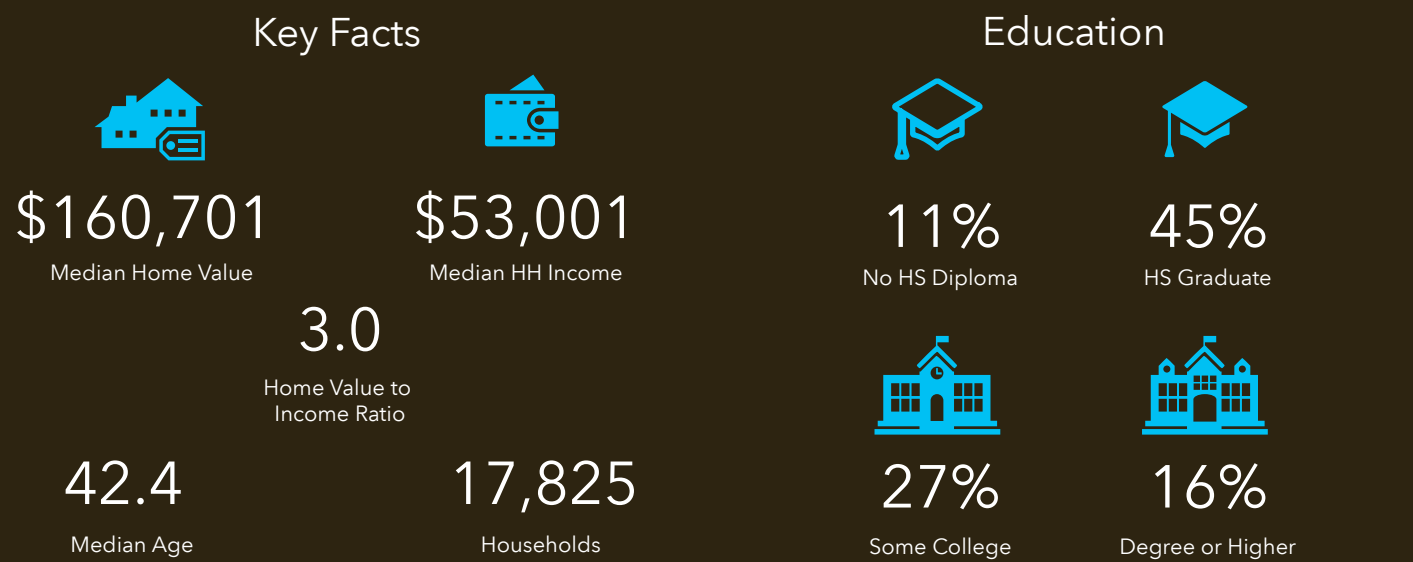 Key Facts
$160,701
Median Home Value
$53,001
Median HH Income
3.0
Home Value to
Income Ratio
42.4
Median Age
17,825
Households
Education
11%
No HS Diploma
45%
HS Graduate
27%
Some College
16%
Degree or Higher